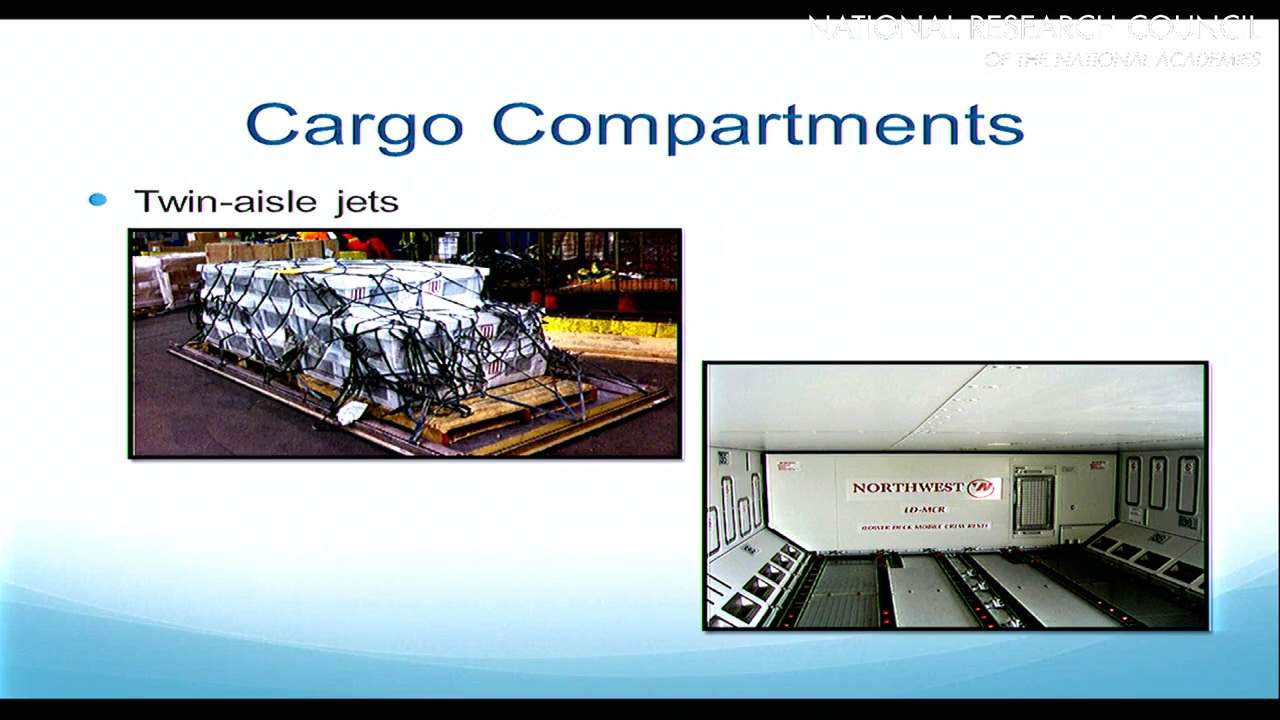 NATIONAL RESEARCH COUNCIL
OF THE NATIONAL ACADEMIES
Cargo Compartments
Twin-aisle jets
NORTHWEST
LD-MCR
LOWER DECK MOBILE CREW REST